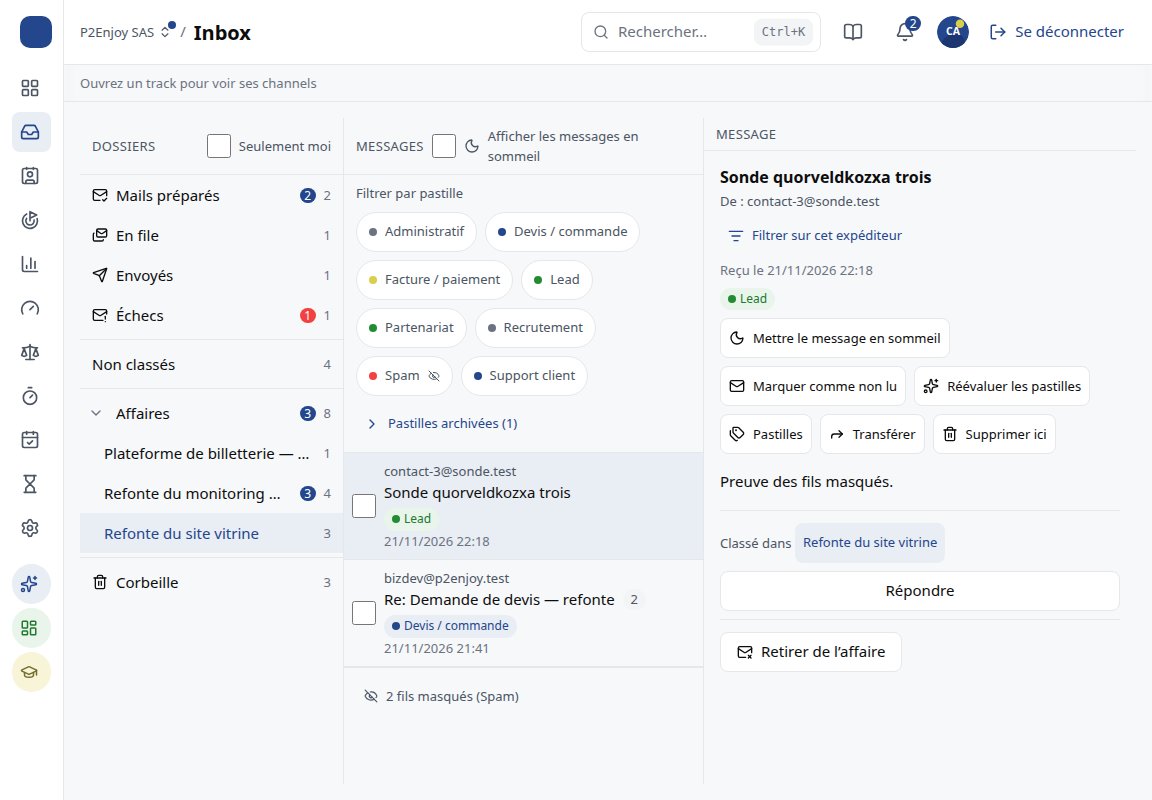 P2Enjoy SAS / Inbox
Rechercher... Ctrl+K
2
CA
Se déconnecter
Ouvrez un track pour voir ses channels
DOSSIERS Seulement moi
Mails préparés 2 2
En file 1
Envoyés 1
Échecs 1 1
Non classés 4
Affaires 3 8
Plateforme de billetterie — ... 1
Refonte du monitoring ... 3 4
Refonte du site vitrine 3
Corbeille 3
MESSAGES Afficher les messages en
sommeil
Filtrer par pastille
Administratif Devis / commande
Facture / paiement Lead
Partenariat Recrutement
Spam Support client
Pastilles archivées (1)
contact-3@sonde.test
Sonde quorveldkozxa trois
Lead
21/11/2026 22:18
bizdev@p2enjoy.test
Re: Demande de devis — refonte 2
Devis / commande
21/11/2026 21:41
2 fils masqués (Spam)
MESSAGE
Sonde quorveldkozxa trois
De : contact-3@sonde.test
Filtrer sur cet expéditeur
Reçu le 21/11/2026 22:18
Lead
Mettre le message en sommeil
Marquer comme non lu Réévaluer les pastilles
Pastilles Transférer Supprimer ici
Preuve des fils masqués.
Classé dans Refonte du site vitrine
Répondre
Retirer de l’affaire